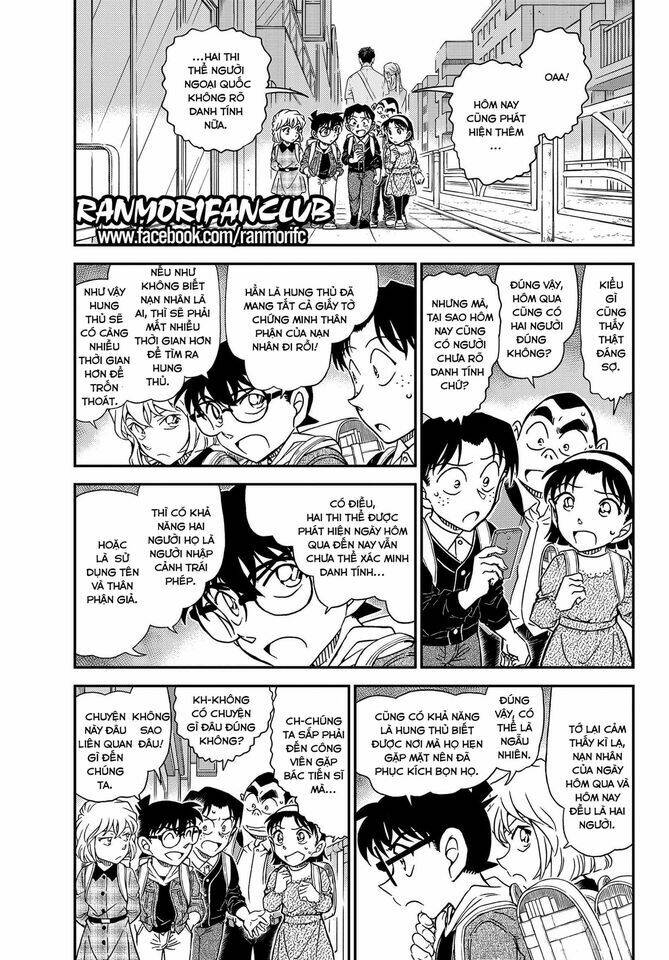 OAA!
HÔM NAY
CŨNG PHÁT
HIỆN THÊM
...
...HAI THI
THỂ NGƯỜI
NGOẠI QUỐC
KHÔNG RÕ
DANH TÍNH
NỮA.
RANMORIFANCLUB
www.facebook.com/ranmorifc
KIỂU
GÌ CŨNG
THẤY THẬT
ĐÁNG
SỢ.
ĐÚNG VẬY,
HÔM QUA CŨNG
CÓ HAI NGƯỜI
ĐÚNG
KHÔNG?
NHƯNG MÀ,
TẠI SAO HÔM
NAY CŨNG
CÓ NGƯỜI
CHƯA RÕ
DANH TÍNH
CHỨ?
HẲN LÀ HUNG THỦ ĐÃ
MANG TẤT CẢ GIẤY TỜ
CHỨNG MINH THÂN
PHẬN CỦA NẠN
NHÂN ĐI RỒI!
NẾU NHƯ
KHÔNG BIẾT
NẠN NHÂN LÀ
AI, THÌ SẼ PHẢI
MẤT NHIỀU
THỜI GIAN HƠN
ĐỂ TÌM RA
HUNG
THỦ.
NHƯ VẬY
HUNG
THỦ SẼ
CÓ CÀNG
NHIỀU
THỜI GIAN
HƠN ĐỂ
TRỐN
THOÁT.
CÓ ĐIỀU,
HAI THI THỂ ĐƯỢC
PHÁT HIỆN NGÀY HÔM
QUA ĐẾN NAY VẪN
CHƯA THỂ XÁC MINH
DANH TÍNH...
THÌ CÓ KHẢ
NĂNG HAI
NGƯỜI HỌ LÀ
NGƯỜI NHẬP
CẢNH TRÁI
PHÉP.
HOẶC
LÀ SỬ
DỤNG TÊN
VÀ THÂN
PHẬN GIẢ.
TỚ LẠI CẢM
THẤY KÌ LẠ,
NẠN NHÂN CỦA
NGÀY HÔM QUA
VÀ HÔM NAY
ĐỀU LÀ HAI
NGƯỜI.
ĐÚNG
VẬY, CÓ
THỂ LÀ
NGẪU
NHIÊN.
CŨNG CÓ KHẢ NĂNG
LÀ HUNG THỦ BIẾT
ĐƯỢC NƠI MÀ HỌ HẸN
GẶP MẶT NÊN ĐÃ
PHỤC KÍCH BỌN HỌ.
CH-CHÚNG
TA SẮP PHẢI
ĐẾN CÔNG
VIÊN GẶP
BÁC TIẾN SĨ
MÀ...
KH-KHÔNG
CÓ CHUYỆN
GÌ ĐÂU ĐÚNG
KHÔNG?
KHÔNG
SAO
ĐÂU!
CHUYỆN
NÀY ĐÂU
LIÊN QUAN
GÌ ĐẾN
CHÚNG
TA.